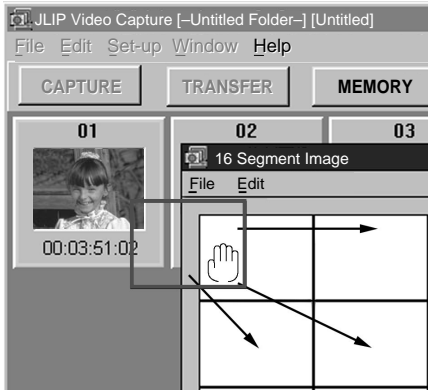 JLIP Video Capture [–Untitled Folder–] [Untitled]
File Edit Set-up Window Help
CAPTURE TRANSFER MEMORY
01 02 03
16 Segment Image
File Edit
00:03:51:02